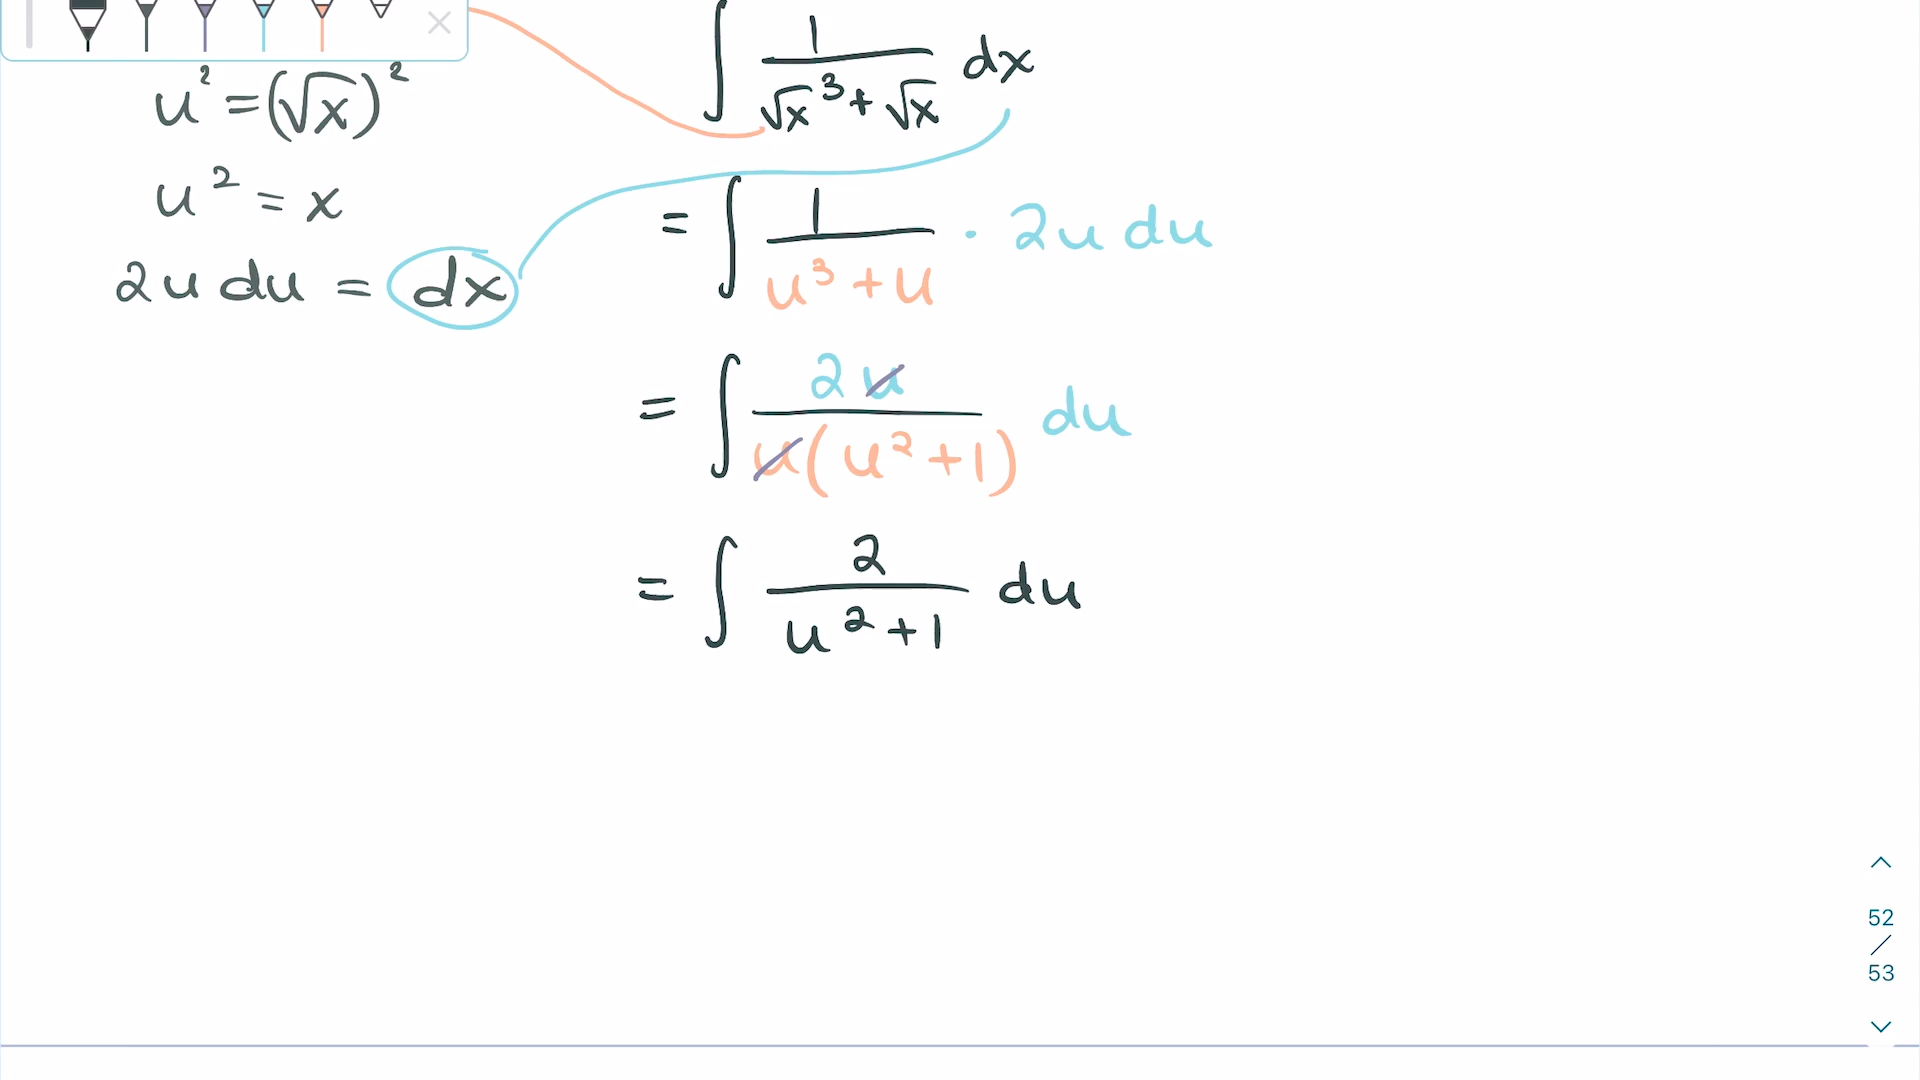 u² = (√x)²
u² = x
2u du = dx
∫ 1/(√x³ + √x) dx
= ∫ 1/(u³ + u) · 2u du
= ∫ 2u/(u(u² + 1)) du
= ∫ 2/(u² + 1) du
52
/
53